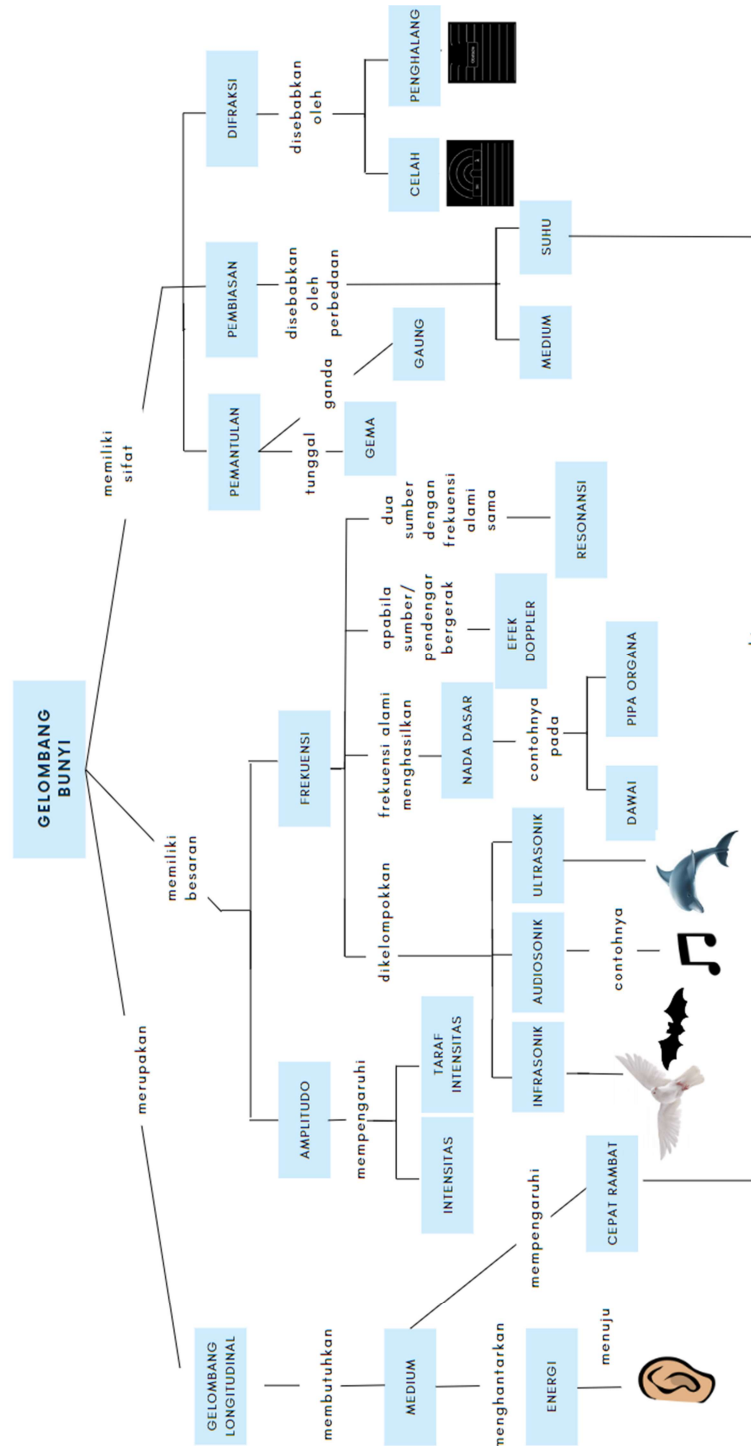 GELOMBANG
BUNYI
merupakan
memiliki
besaran
memiliki
sifat
GELOMBANG
LONGITUDINAL
membutuhkan
MEDIUM
menghantarkan
ENERGI
menuju
mempengaruhi
CEPAT RAMBAT
AMPLITUDO
mempengaruhi
INTENSITAS
TARAF
INTENSITAS
FREKUENSI
dikelompokkan
INFRASONIK
AUDIOSONIK
ULTRASONIK
contohnya
frekuensi alami
menghasilkan
NADA DASAR
contohnya
pada
DAWAI
PIPA ORGANA
apabila
sumber/
pendengar
bergerak
EFEK
DOPPLER
dua
sumber
dengan
frekuensi
alami
sama
RESONANSI
PEMANTULAN
tunggal
GEMA
ganda
GAUNG
PEMBIASAN
disebabkan
oleh
perbedaan
MEDIUM
SUHU
DIFRAKSI
disebabkan
oleh
CELAH
PENGHALANG